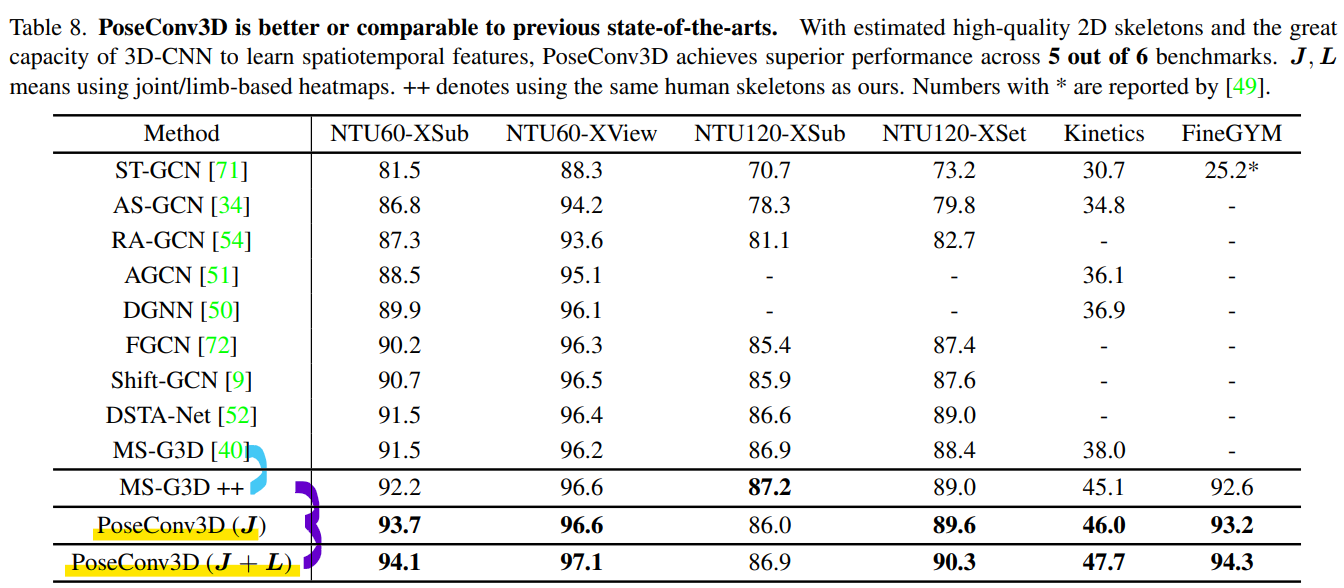 Table 8. PoseConv3D is better or comparable to previous state-of-the-arts. With estimated high-quality 2D skeletons and the great
capacity of 3D-CNN to learn spatiotemporal features, PoseConv3D achieves superior performance across 5 out of 6 benchmarks. J, L
means using joint/limb-based heatmaps. ++ denotes using the same human skeletons as ours. Numbers with * are reported by [49].
Method NTU60-XSub NTU60-XView NTU120-XSub NTU120-XSet Kinetics FineGYM
ST-GCN [71] 81.5 88.3 70.7 73.2 30.7 25.2*
AS-GCN [34] 86.8 94.2 78.3 79.8 34.8 -
RA-GCN [54] 87.3 93.6 81.1 82.7 - -
AGCN [51] 88.5 95.1 - - 36.1 -
DGNN [50] 89.9 96.1 - - 36.9 -
FGCN [72] 90.2 96.3 85.4 87.4 - -
Shift-GCN [9] 90.7 96.5 85.9 87.6 - -
DSTA-Net [52] 91.5 96.4 86.6 89.0 - -
MS-G3D [40] 91.5 96.2 86.9 88.4 38.0 -
MS-G3D ++ 92.2 96.6 87.2 89.0 45.1 92.6
PoseConv3D (J) 93.7 96.6 86.0 89.6 46.0 93.2
PoseConv3D (J + L) 94.1 97.1 86.9 90.3 47.7 94.3